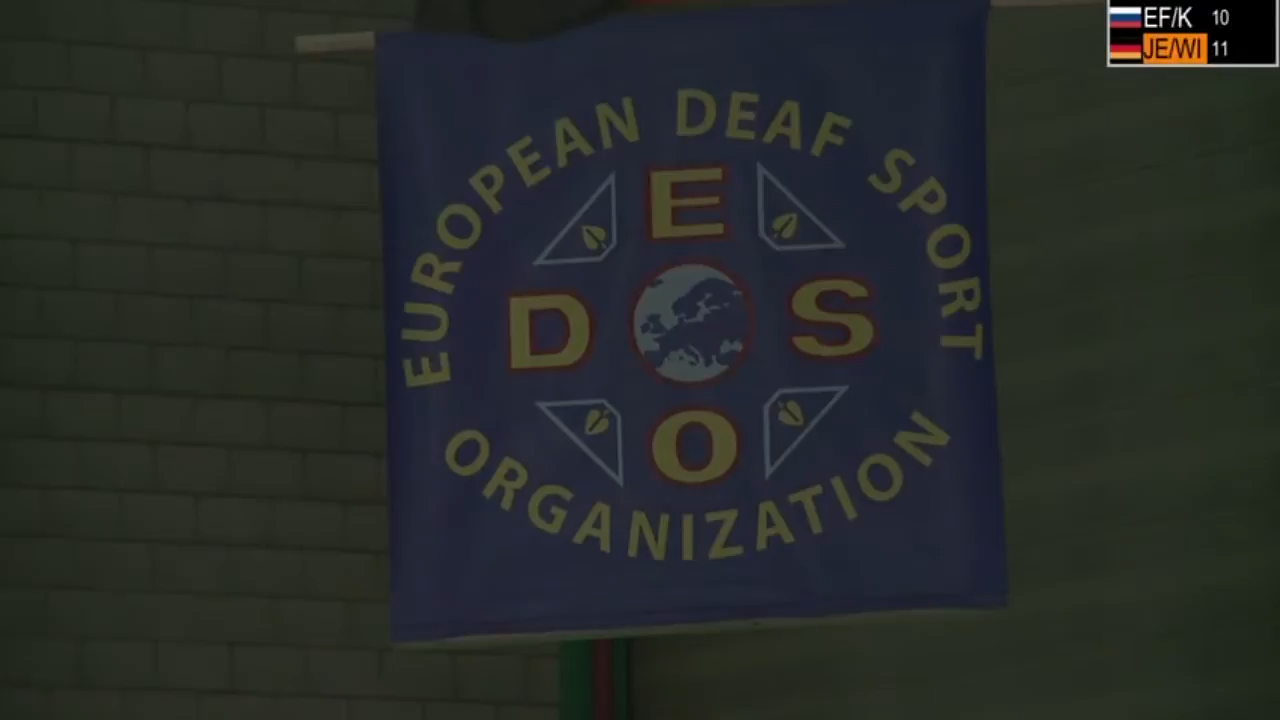 EUROPEAN DEAF SPORT
ORGANIZATION
E
D S
O
EF/K 10
JE/WI 11